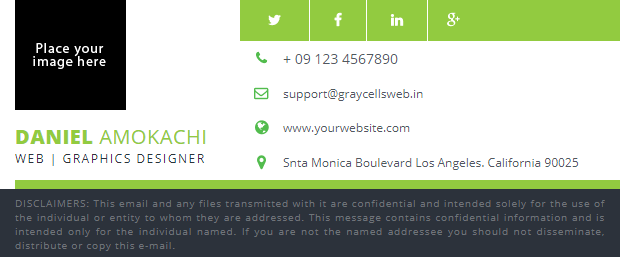 Place your
image here
DANIEL AMOKACHI
WEB | GRAPHICS DESIGNER
+ 09 123 4567890
support@graycellsweb.in
www.yourwebsite.com
Snta Monica Boulevard Los Angeles. California 90025
DISCLAIMERS: This email and any files transmitted with it are confidential and intended solely for the use of
the individual or entity to whom they are addressed. This message contains confidential information and is
intended only for the individual named. If you are not the named addressee you should not disseminate,
distribute or copy this e-mail.